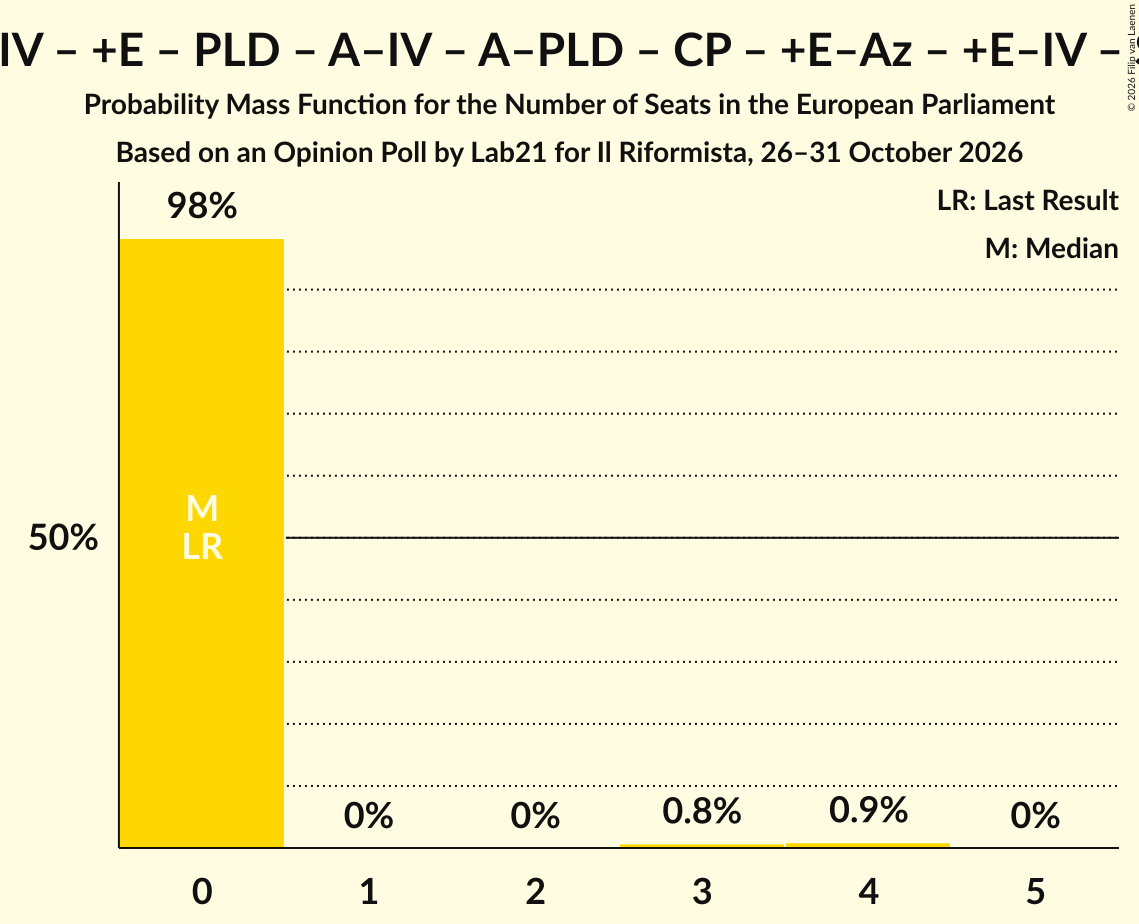 IV – +E – PLD – A–IV – A–PLD – CP – +E–Az – +E–IV –
Probability Mass Function for the Number of Seats in the European Parliament
Based on an Opinion Poll by Lab21 for Il Riformista, 26–31 October 2026
© 2026 Filip van Laenen
LR: Last Result
M: Median
98%
M
LR
50%
0% 0% 0.8% 0.9% 0%
0 1 2 3 4 5